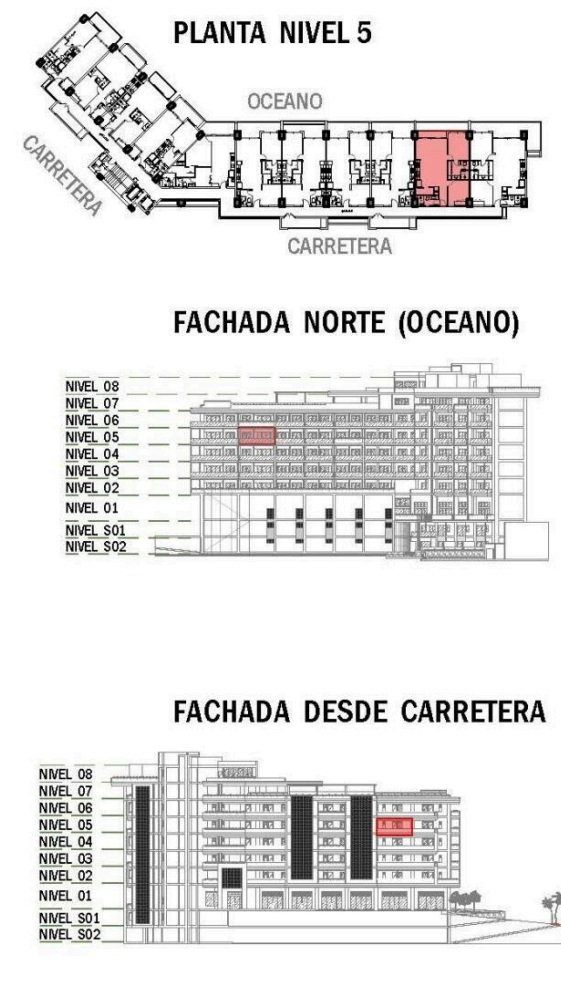 PLANTA NIVEL 5
OCEANO
CARRETERA
CARRETERA
FACHADA NORTE (OCEANO)
NIVEL 08
NIVEL 07
NIVEL 06
NIVEL 05
NIVEL 04
NIVEL 03
NIVEL 02
NIVEL 01
NIVEL S01
NIVEL S02
FACHADA DESDE CARRETERA
NIVEL 08
NIVEL 07
NIVEL 06
NIVEL 05
NIVEL 04
NIVEL 03
NIVEL 02
NIVEL 01
NIVEL S01
NIVEL S02